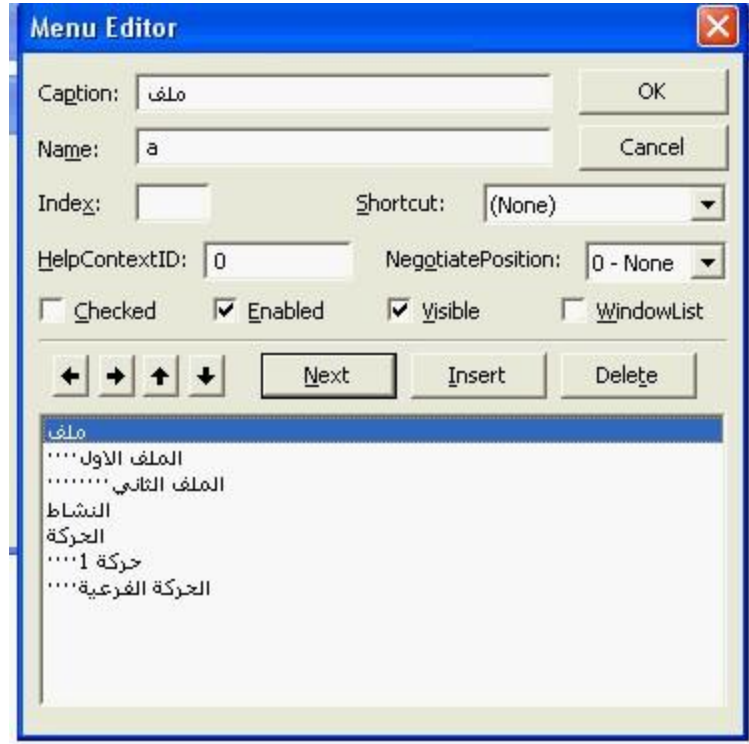 Menu Editor
Caption: ملف OK
Name: a Cancel
Index: Shortcut: (None)
HelpContextID: 0 NegotiatePosition: 0 - None
Checked Enabled Visible WindowList
Next Insert Delete
ملف
····الملف الاول
········الملف الثاني
النشاط
الحركة
····حركة 1
····الحركة الفرعية